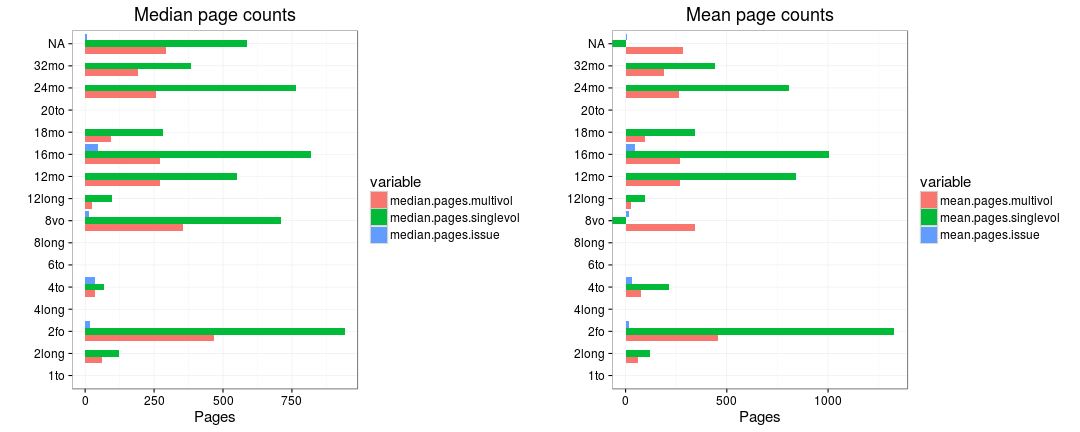 Median page counts
NA
32mo
24mo
20to
18mo
16mo
12mo
12long
8vo
8long
6to
4to
4long
2fo
2long
1to
0 250 500 750
Pages
variable
median.pages.multivol
median.pages.singlevol
median.pages.issue
Mean page counts
NA
32mo
24mo
20to
18mo
16mo
12mo
12long
8vo
8long
6to
4to
4long
2fo
2long
1to
0 500 1000
Pages
variable
mean.pages.multivol
mean.pages.singlevol
mean.pages.issue